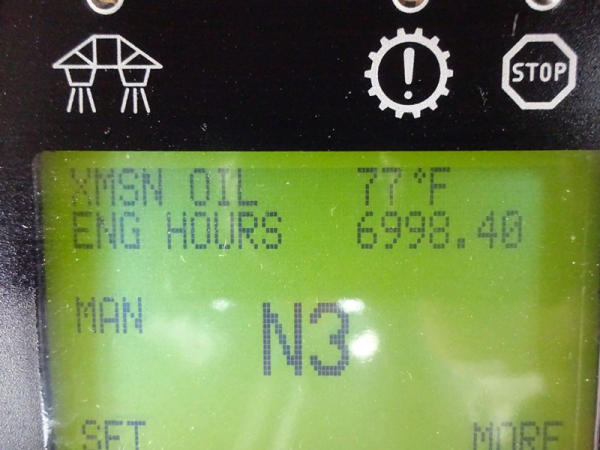 STOP
XMSN OIL 77°F
ENG HOURS 6998.40
MAN N3
SET MORE